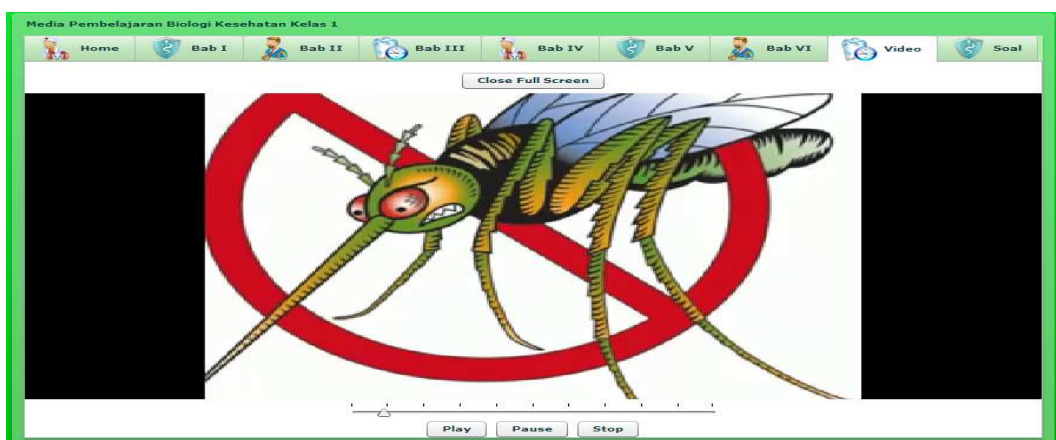 Media Pembelajaran Biologi Kesehatan Kelas 1
Home Bab I Bab II Bab III Bab IV Bab V Bab VI Video Soal
Close Full Screen
Play Pause Stop